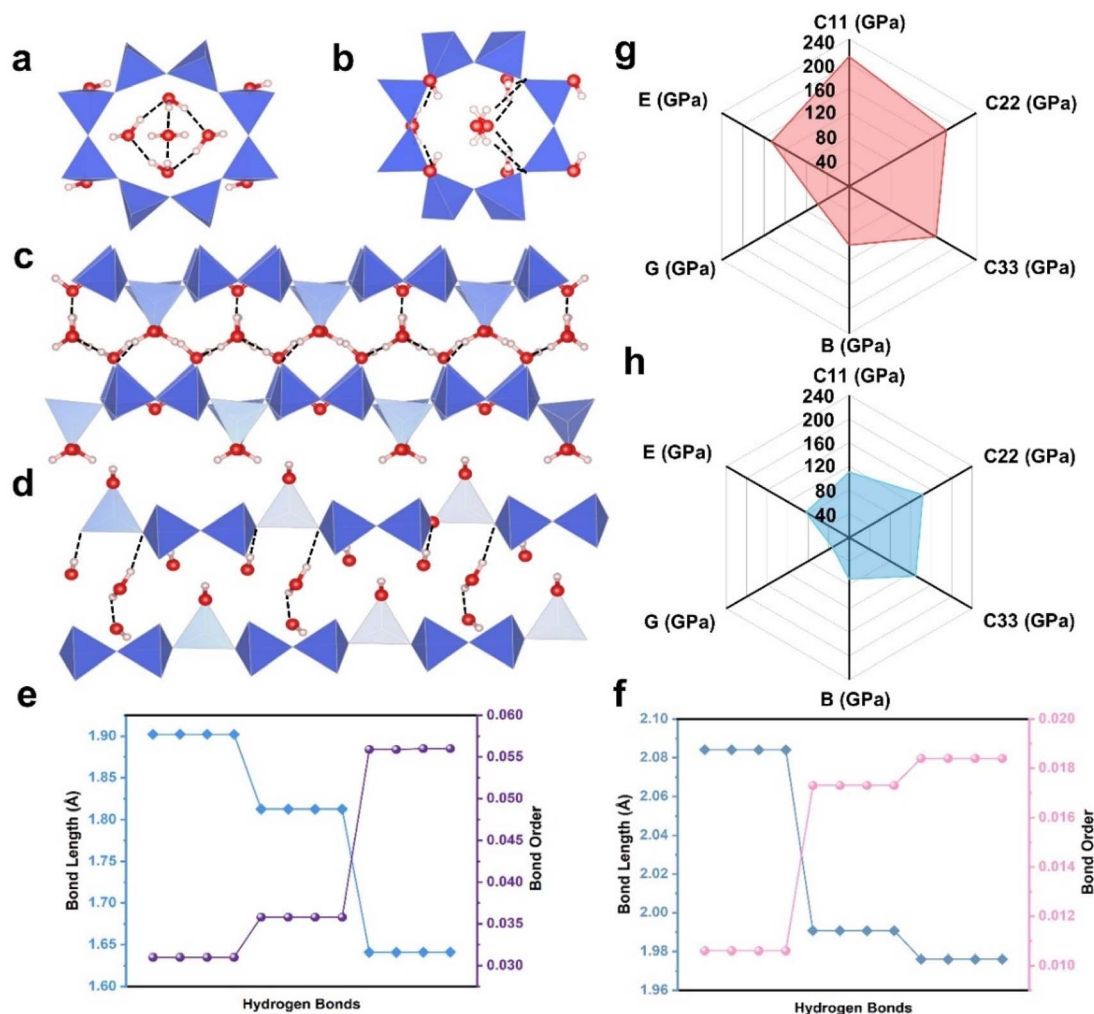 a
b
c
d
g
C11 (GPa)
240
200
160
120
80
40
E (GPa)
C22 (GPa)
G (GPa)
C33 (GPa)
B (GPa)
h
C11 (GPa)
240
200
160
120
80
40
E (GPa)
C22 (GPa)
G (GPa)
C33 (GPa)
B (GPa)
e
Bond Length (Å)
1.90
1.85
1.80
1.75
1.70
1.65
1.60
0.060
0.055
0.050
0.045
0.040
0.035
0.030
Bond Order
Hydrogen Bonds
f
Bond Length (Å)
2.10
2.08
2.06
2.04
2.02
2.00
1.98
1.96
0.020
0.018
0.016
0.014
0.012
0.010
Bond Order
Hydrogen Bonds